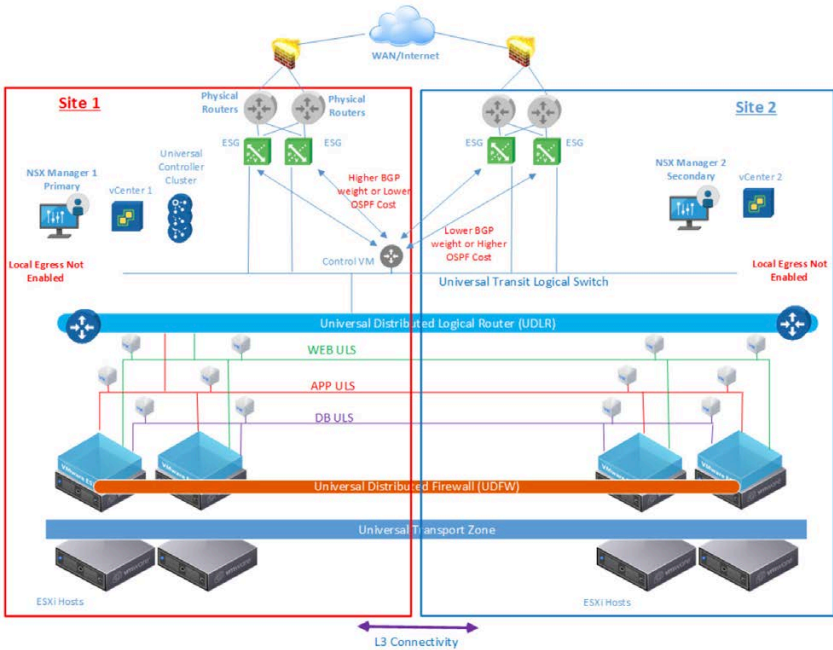 WAN/Internet
Site 1
Physical
Routers
Physical
Routers
Site 2
ESG
ESG
ESG
ESG
NSX Manager 1
Primary
vCenter 1
Universal
Controller
Cluster
Higher BGP
weight or Lower
OSPF Cost
NSX Manager 2
Secondary
vCenter 2
Lower BGP
weight or Higher
OSPF Cost
Control VM
Local Egress Not
Enabled
Local Egress Not
Enabled
Universal Transit Logical Switch
Universal Distributed Logical Router (UDLR)
WEB ULS
APP ULS
DB ULS
Universal Distributed Firewall (UDFW)
Universal Transport Zone
ESXi Hosts
ESXi Hosts
L3 Connectivity